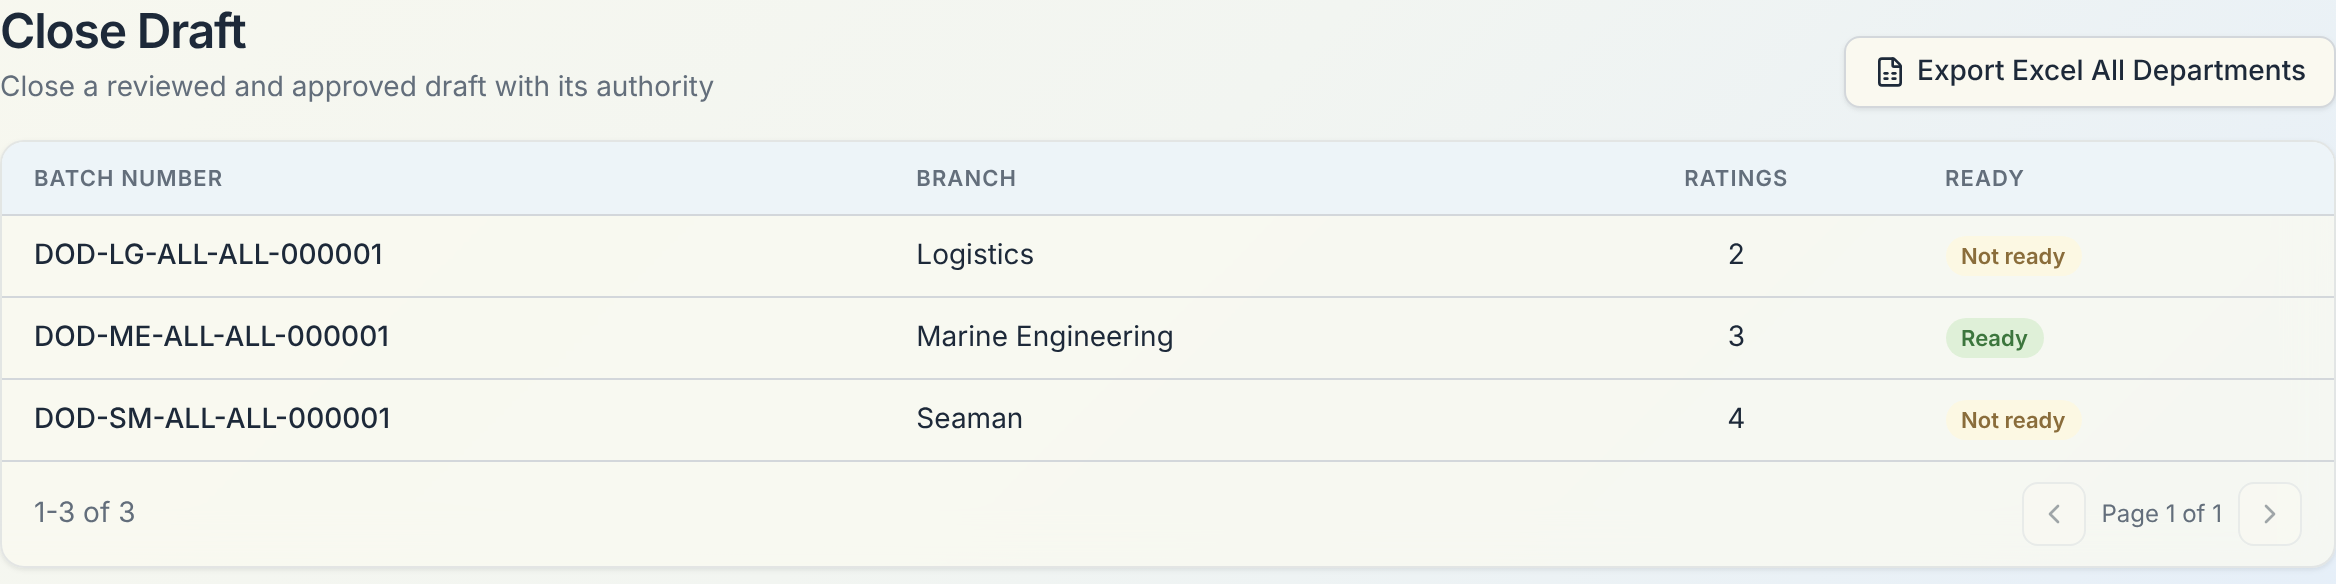 Close Draft
Close a reviewed and approved draft with its authority
Export Excel All Departments
BATCH NUMBER BRANCH RATINGS READY
DOD-LG-ALL-ALL-000001 Logistics 2 Not ready
DOD-ME-ALL-ALL-000001 Marine Engineering 3 Ready
DOD-SM-ALL-ALL-000001 Seaman 4 Not ready
1-3 of 3 Page 1 of 1